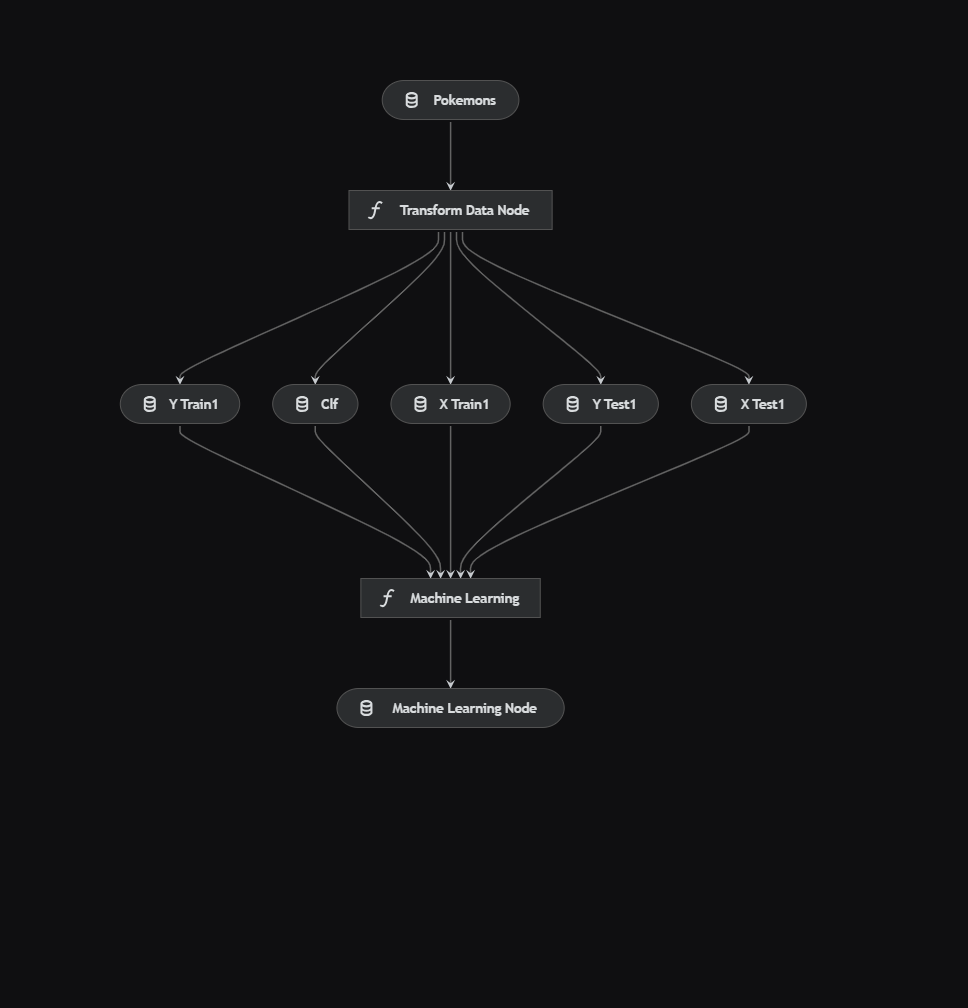 Pokemons
Transform Data Node
Y Train1
Clf
X Train1
Y Test1
X Test1
Machine Learning
Machine Learning Node